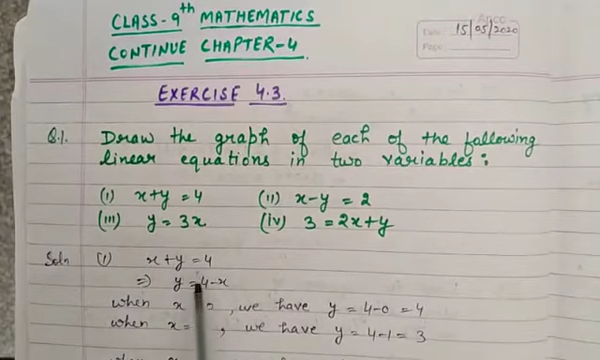 CLASS-9th MATHEMATICS
CONTINUE CHAPTER-4.
Date: 15/05/2020
Page:
EXERCISE 4.3.
Q.1. Draw the graph of each of the following
linear equations in two variables:
(i) x+y = 4 (ii) x-y = 2
(iii) y = 3x (iv) 3 = 2x+y
Soln (1) x+y = 4
=) y = 4-x
when x 0, we have y = 4-0 = 4
when x = , we have y = 4-1 = 3